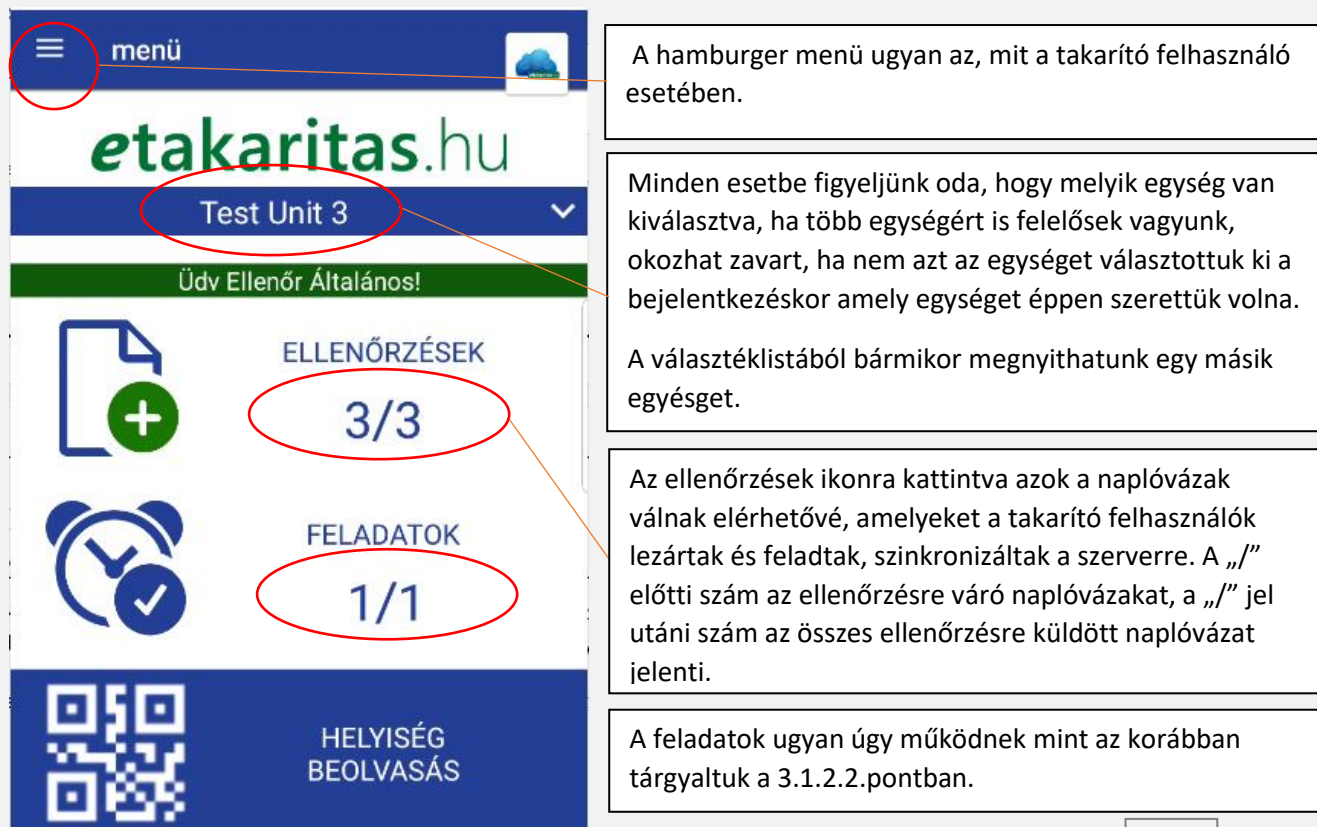 menü
etakaritas.hu
Test Unit 3
Üdv Ellenőr Általános!
ELLENŐRZÉSEK
3/3
FELADATOK
1/1
HELYISÉG
BEOLVASÁS
A hamburger menü ugyan az, mit a takarító felhasználó
esetében.
Minden esetbe figyeljünk oda, hogy melyik egység van
kiválasztva, ha több egységért is felelősek vagyunk,
okozhat zavart, ha nem azt az egységet választottuk ki a
bejelentkezéskor amely egységet éppen szerettük volna.
A választéklistából bármikor megnyithatunk egy másik
egyésget.
Az ellenőrzések ikonra kattintva azok a naplóvázak
válnak elérhetővé, amelyeket a takarító felhasználók
lezártak és feladtak, szinkronizáltak a szerverre. A „/”
előtti szám az ellenőrzésre váró naplóvázakat, a „/” jel
utáni szám az összes ellenőrzésre küldött naplóvázat
jelenti.
A feladatok ugyan úgy működnek mint az korábban
tárgyaltuk a 3.1.2.2.pontban.